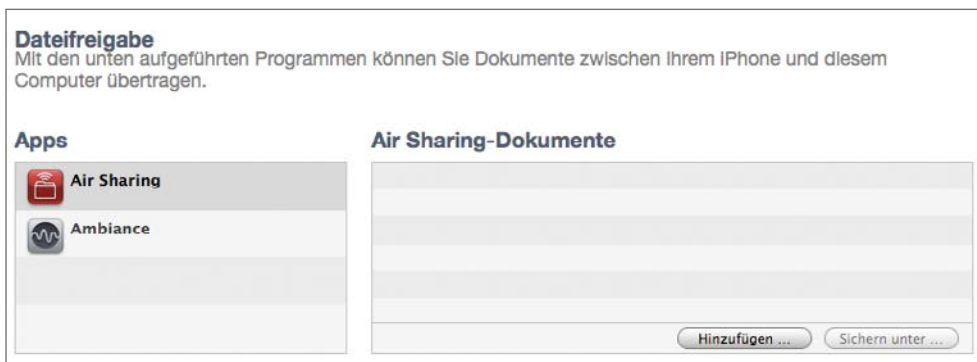 Dateifreigabe
Mit den unten aufgeführten Programmen können Sie Dokumente zwischen Ihrem iPhone und diesem
Computer übertragen.
Apps
Air Sharing-Dokumente
Air Sharing
Ambiance
Hinzufügen ...
Sichern unter ...